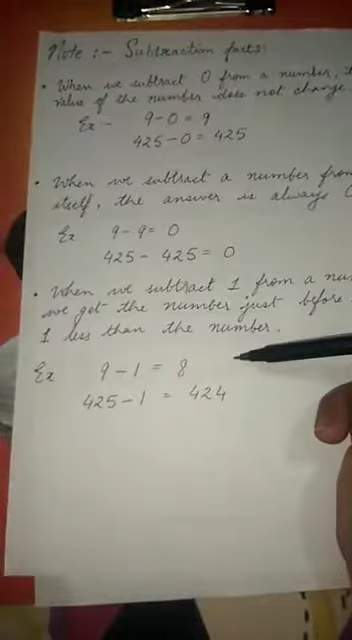 Note :- Subtraction facts:
• When we subtract 0 from a number, it
value of the number does not change.
Ex :- 9-0 = 9
425-0 = 425
• When we subtract a number from
itself, the answer is always 0
Ex 9-9= 0
425 - 425 = 0
• When we subtract 1 from a
we get the number just before
1 less than the number.
Ex 9-1 = 8
425-1 = 424